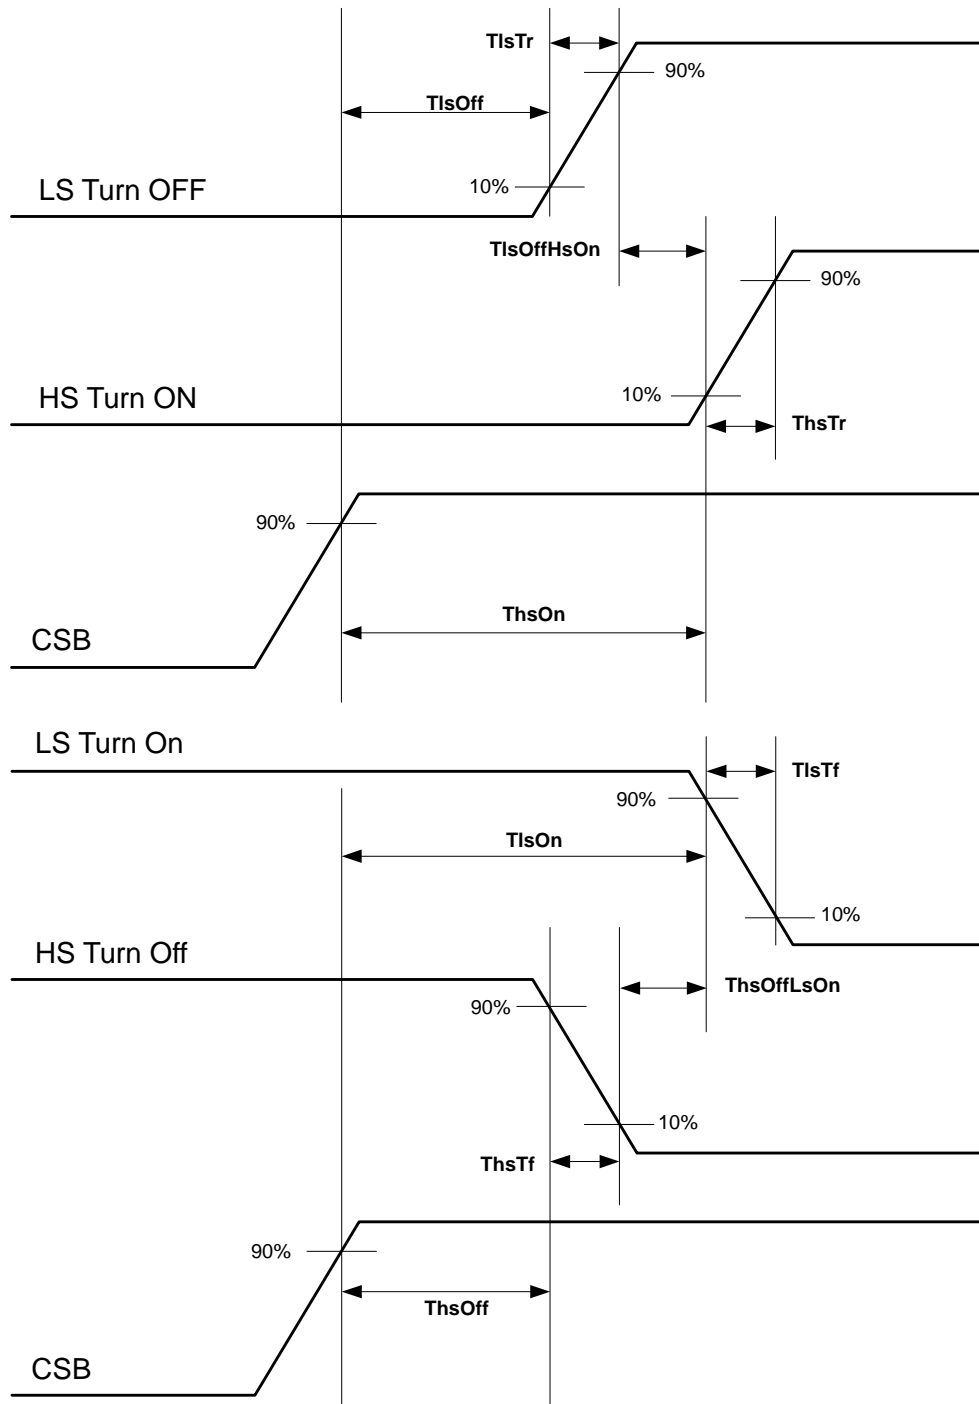 TlsTr
90%
TlsOff
LS Turn OFF
10%
TlsOffHsOn
90%
HS Turn ON
10%
ThsTr
90%
ThsOn
CSB
LS Turn On
TlsTf
90%
TlsOn
10%
HS Turn Off
ThsOffLsOn
90%
10%
ThsTf
90%
ThsOff
CSB